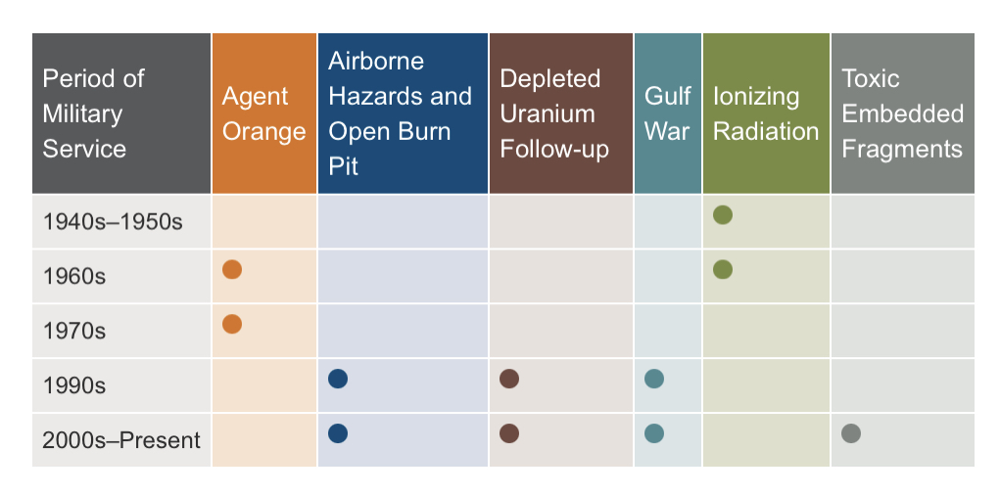 Period of
Military
Service
Agent
Orange
Airborne
Hazards and
Open Burn
Pit
Depleted
Uranium
Follow-up
Gulf
War
Ionizing
Radiation
Toxic
Embedded
Fragments
1940s–1950s
1960s
1970s
1990s
2000s–Present